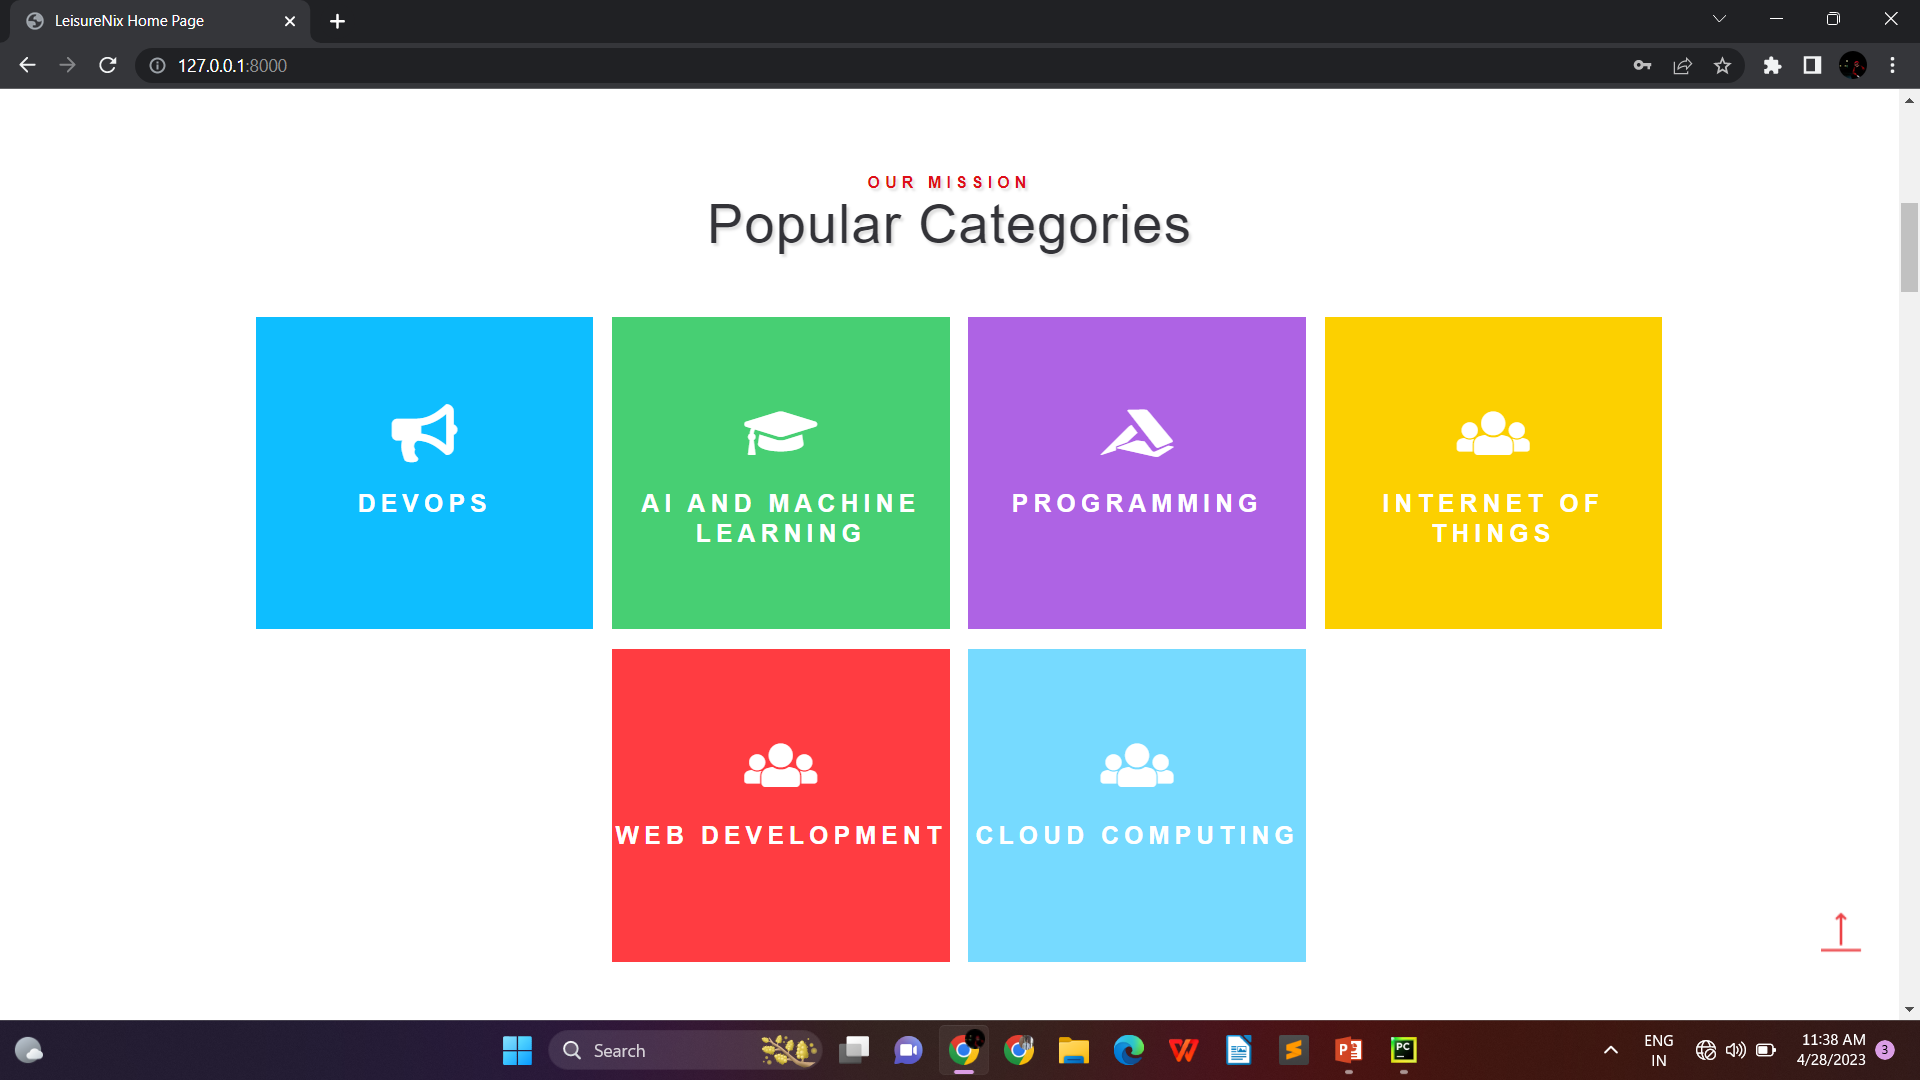 LeisureNix Home Page
127.0.0.1:8000
OUR MISSION
Popular Categories
DEVOPS
AI AND MACHINE
LEARNING
PROGRAMMING
INTERNET OF
THINGS
WEB DEVELOPMENT
CLOUD COMPUTING
Search
PC
ENG
IN
11:38 AM
4/28/2023
3